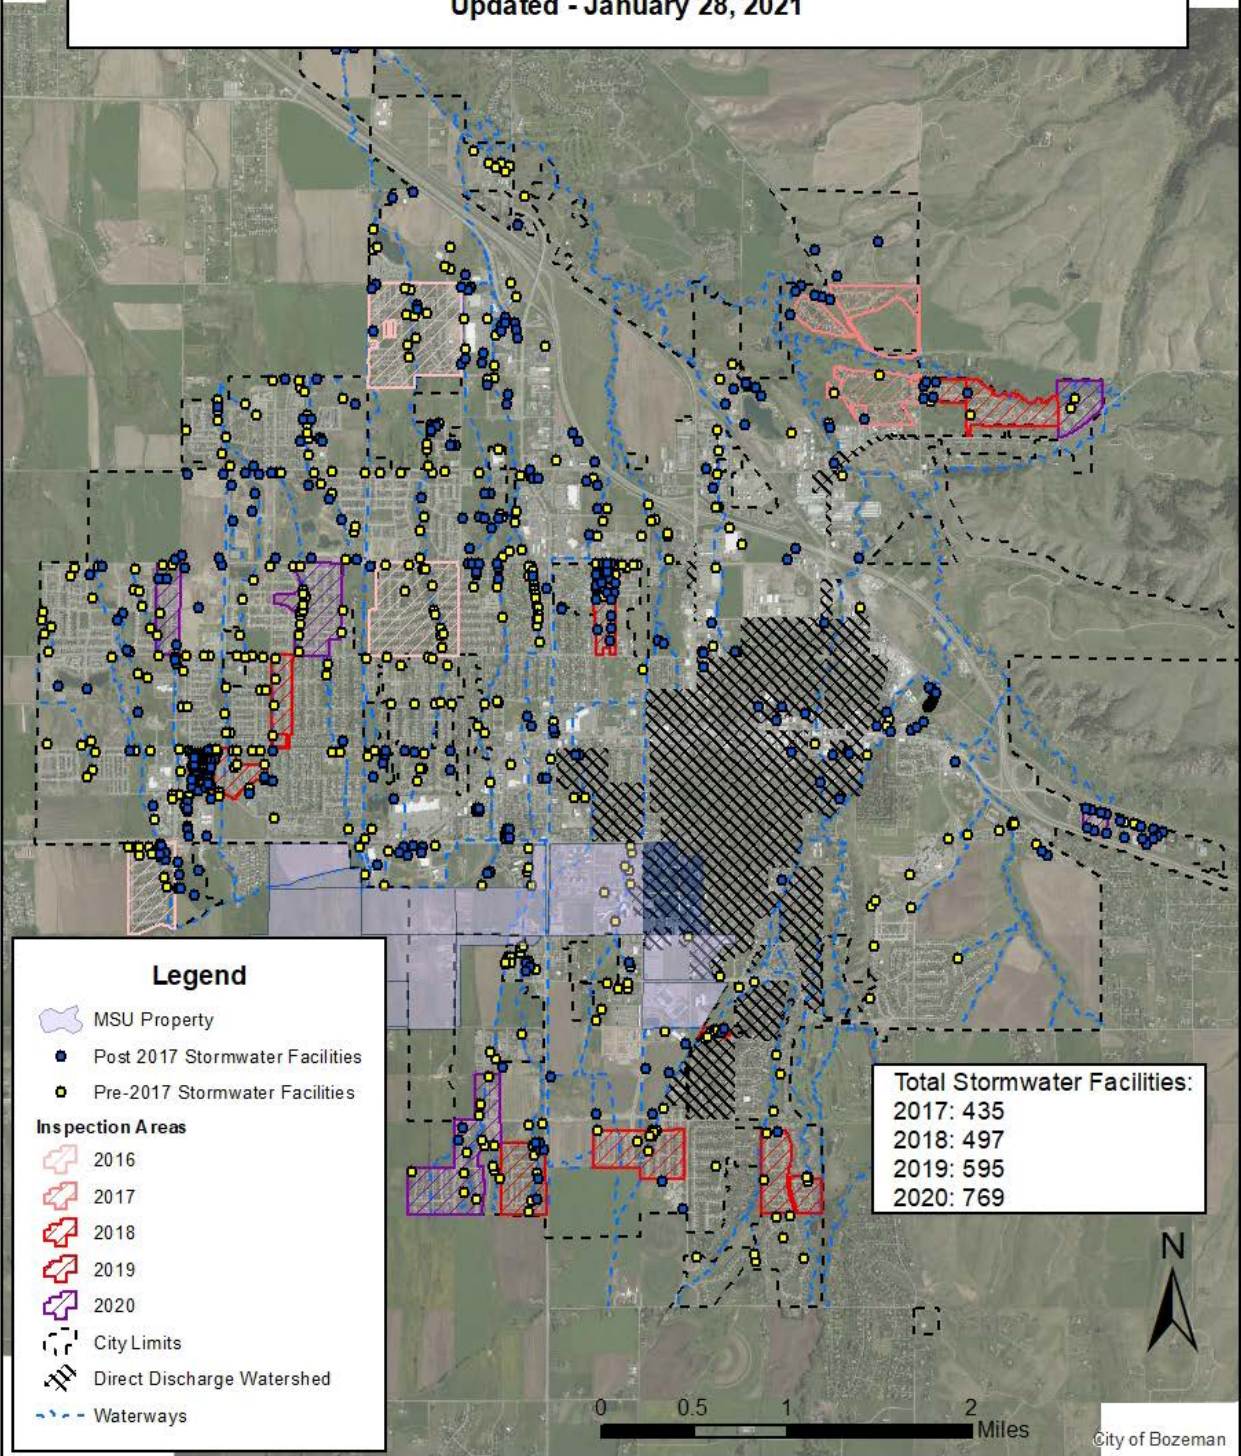 Updated - January 28, 2021
Legend
MSU Property
Post 2017 Stormwater Facilities
Pre-2017 Stormwater Facilities
Inspection Areas
2016
2017
2018
2019
2020
City Limits
Direct Discharge Watershed
Waterways
Total Stormwater Facilities:
2017: 435
2018: 497
2019: 595
2020: 769
N
0 0.5 1 2
Miles
City of Bozeman